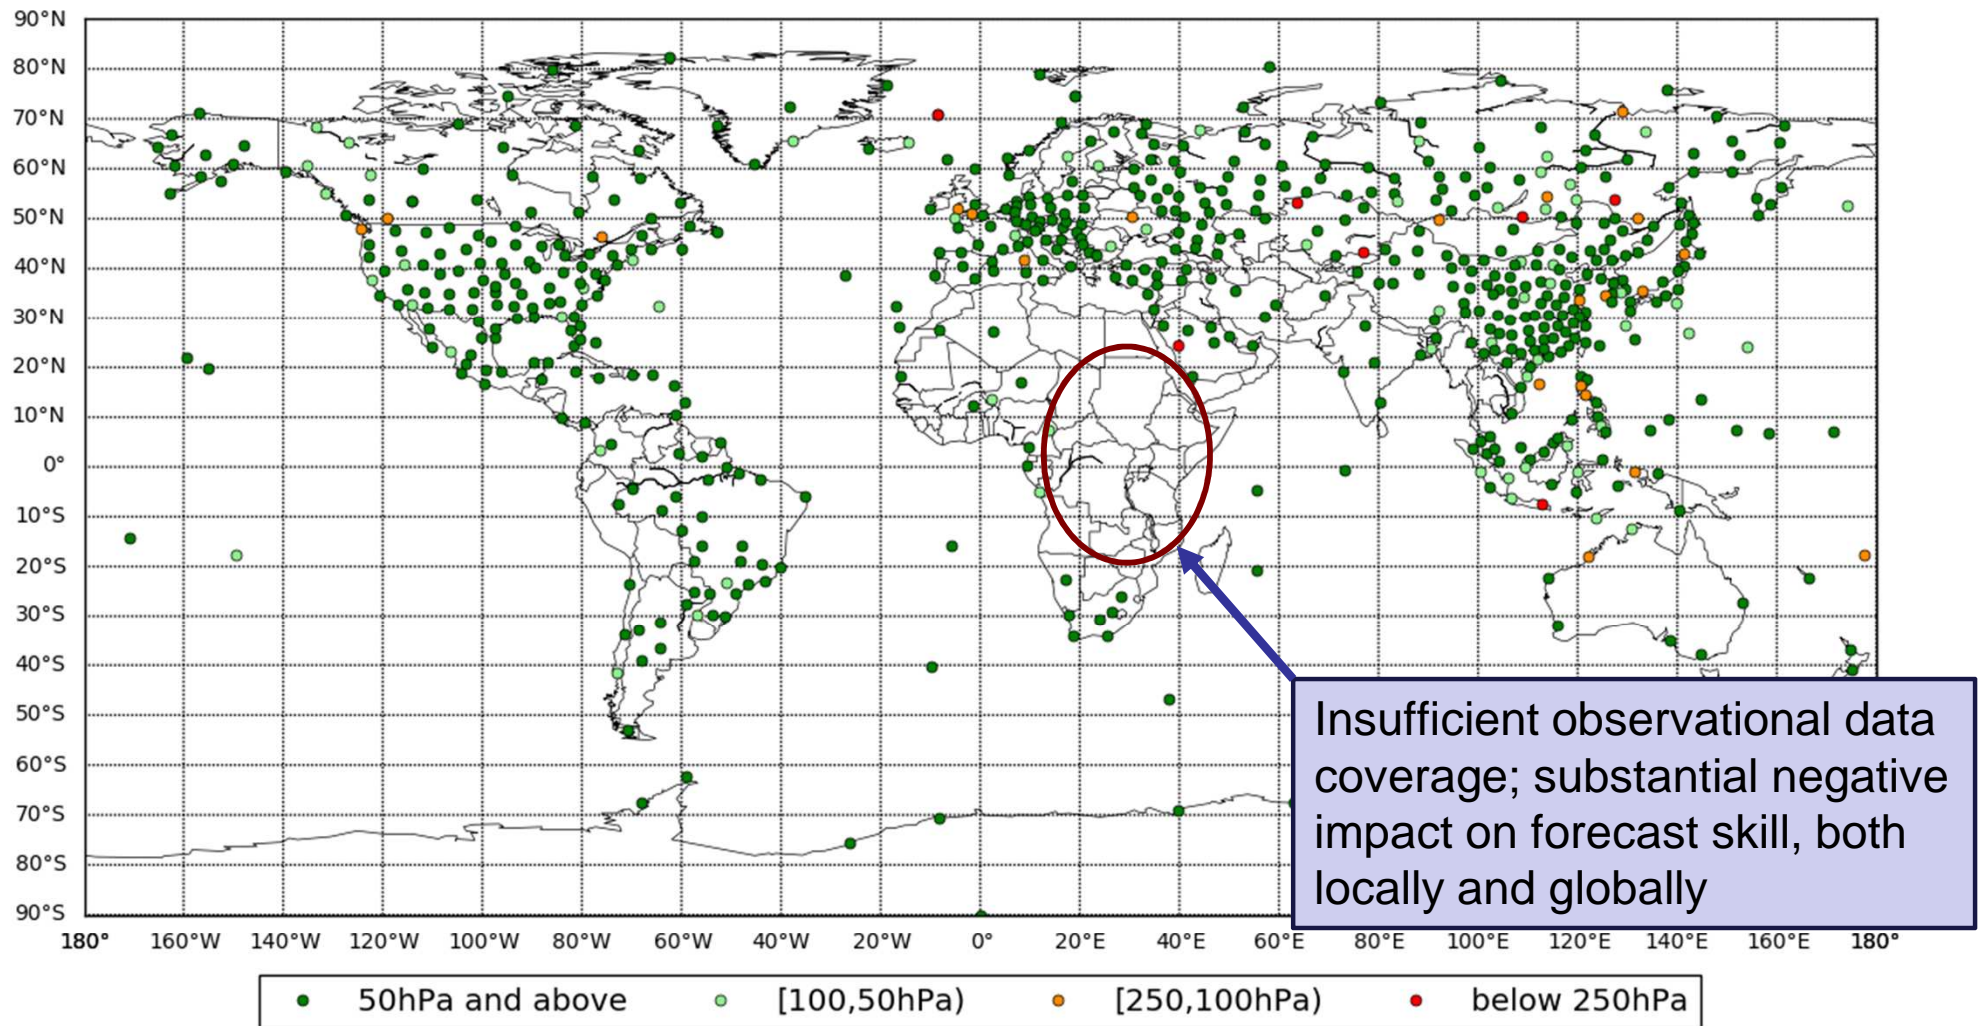 90°N
80°N
70°N
60°N
50°N
40°N
30°N
20°N
10°N
0°
10°S
20°S
30°S
40°S
50°S
60°S
70°S
80°S
90°S
Insufficient observational data
coverage; substantial negative
impact on forecast skill, both
locally and globally
180° 160°W 140°W 120°W 100°W 80°W 60°W 40°W 20°W 0° 20°E 40°E 60°E 80°E 100°E 120°E 140°E 160°E 180°
50hPa and above [100,50hPa) [250,100hPa) below 250hPa